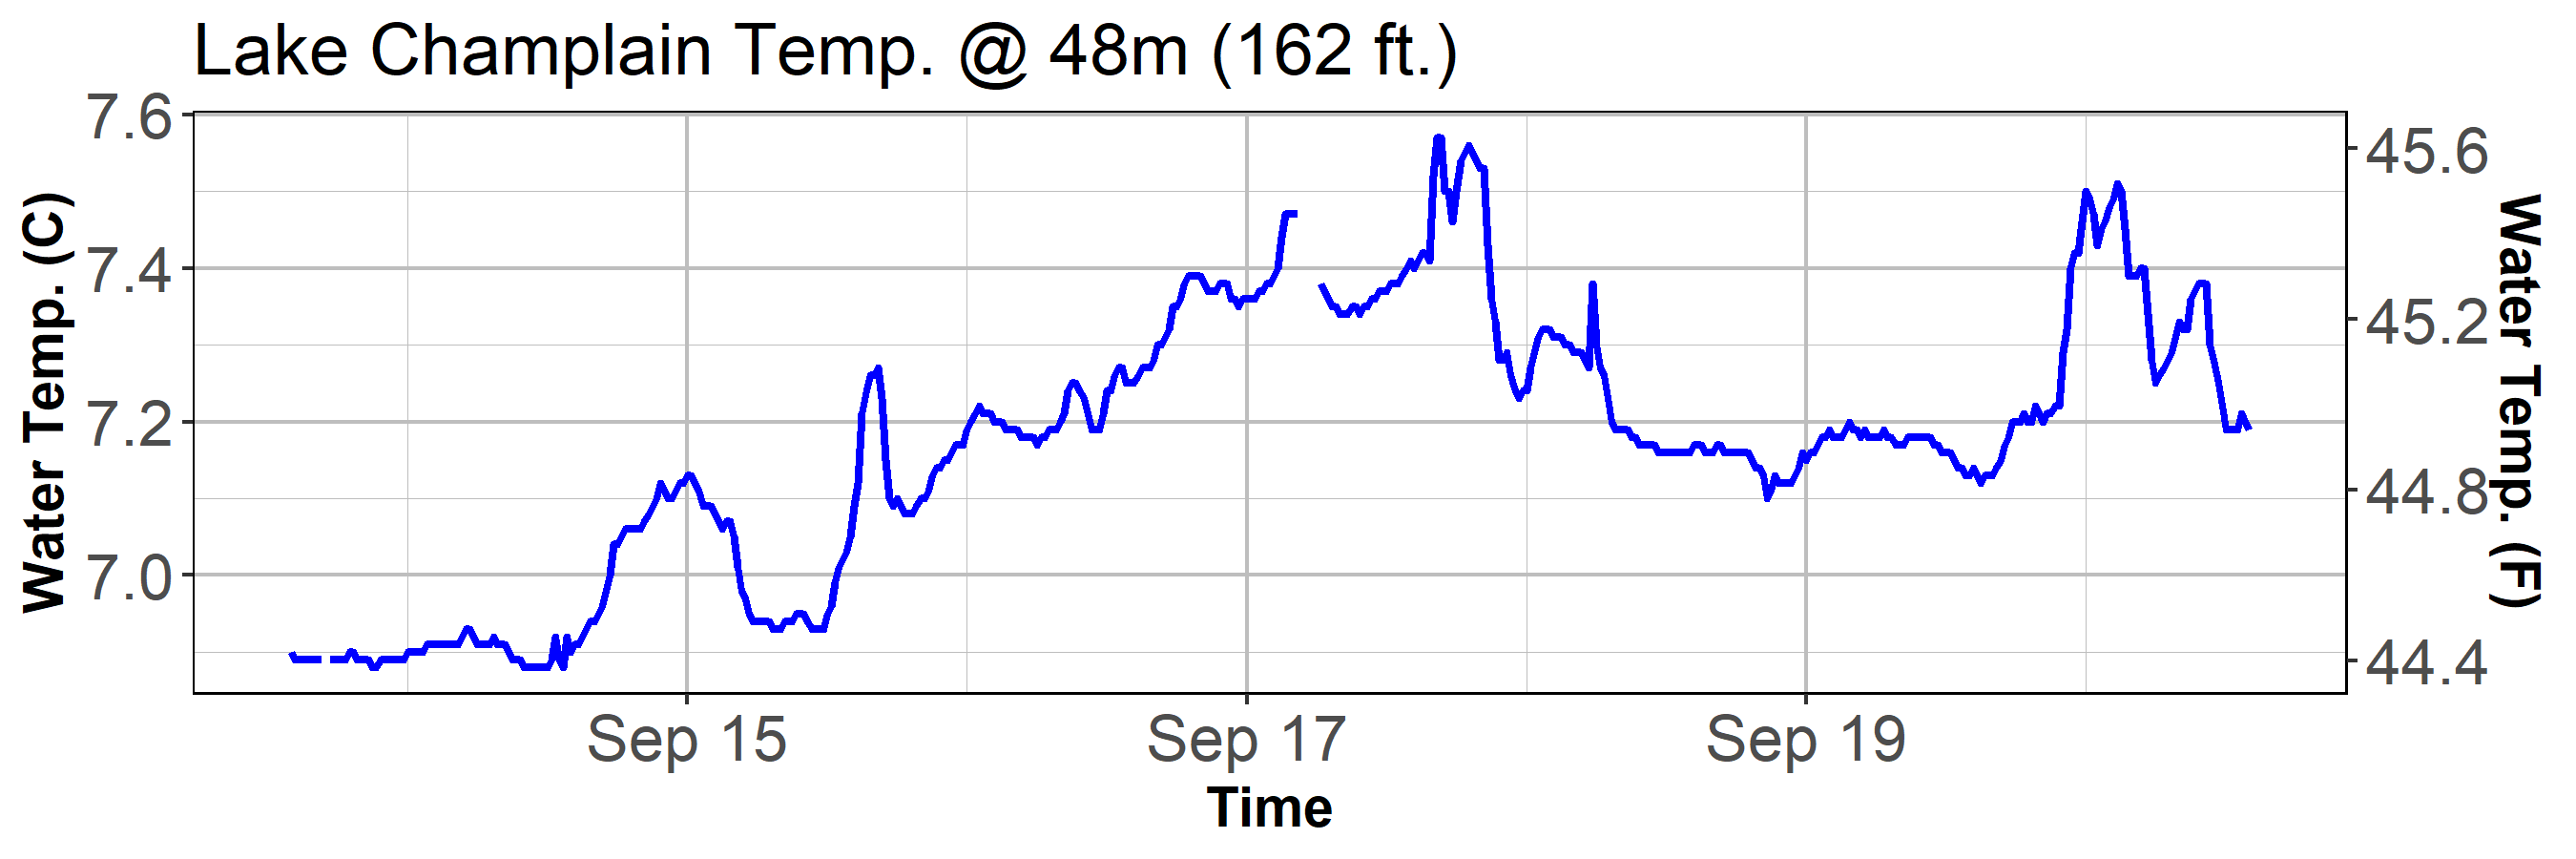 Lake Champlain Temp. @ 48m (162 ft.)
Water Temp. (C)
7.6
7.4
7.2
7.0
45.6
45.2
44.8
44.4
Water Temp. (F)
Sep 15
Sep 17
Sep 19
Time